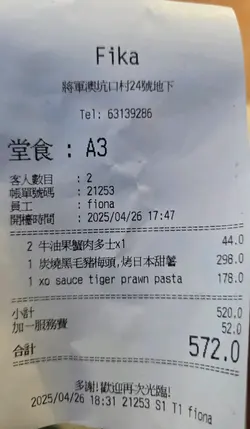 Fika
將軍澳坑口村24號地下
Tel: 63139286
堂食 : A3
客人數目 : 2
帳單號碼 : 21253
員工 : fiona
開檯時間 : 2025/04/26 17:47
2 牛油果蟹肉多士x1 44.0
1 炭燒黑毛豬梅頭,烤日本甜薯 298.0
1 xo sauce tiger prawn pasta 178.0
小計 520.0
加一服務費 52.0
合計 572.0
多謝!歡迎再次光臨!
2025/04/26 18:31 21253 S1 T1 fiona